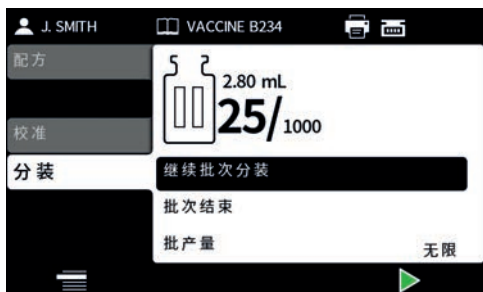 J. SMITH VACCINE B234
配方
2.80 mL
25/1000
校准
分装
继续批次分装
批次结束
批产量 无限